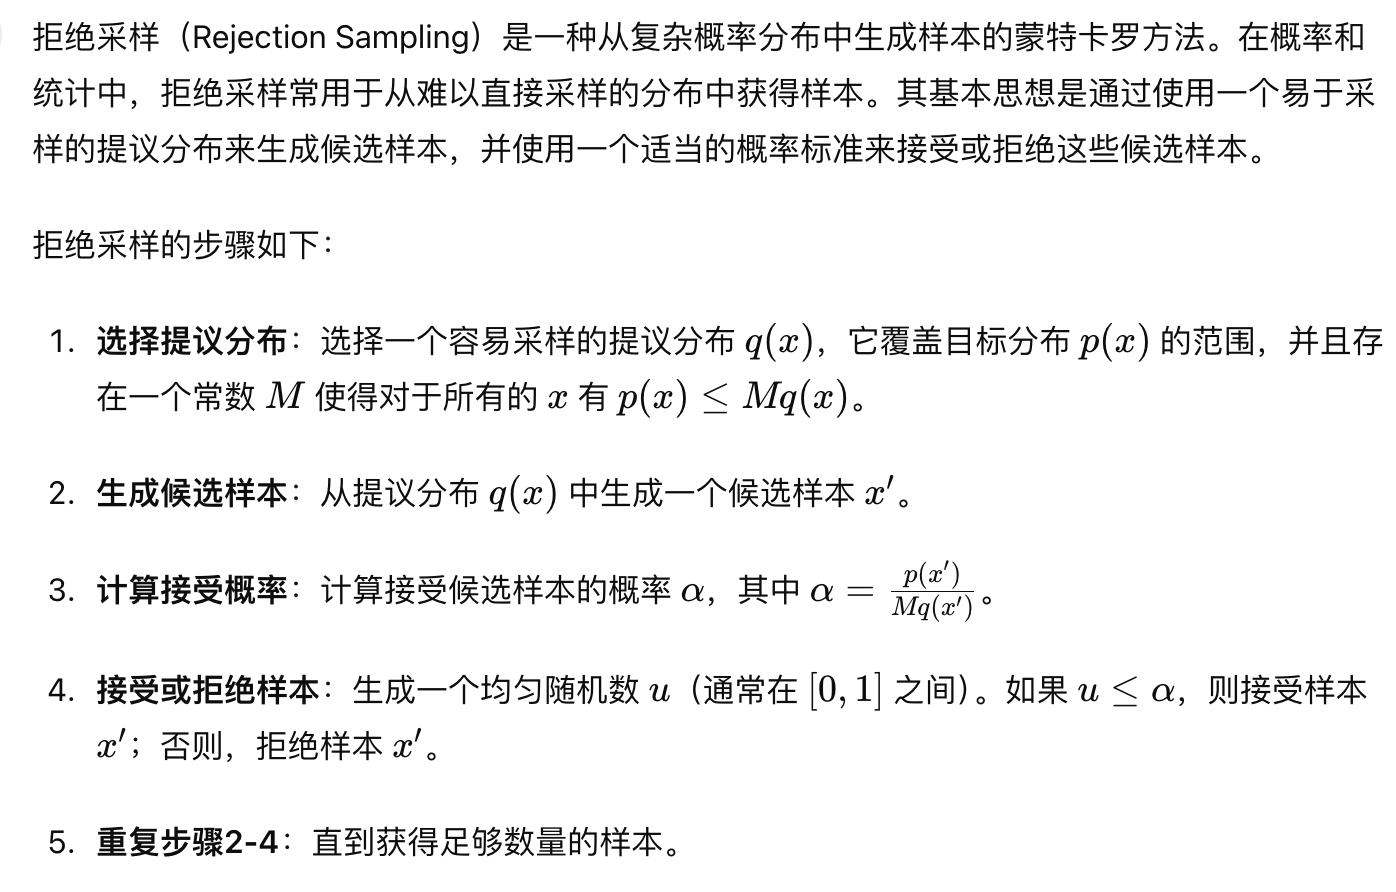 拒绝采样（Rejection Sampling）是一种从复杂概率分布中生成样本的蒙特卡罗方法。在概率和
统计中，拒绝采样常用于从难以直接采样的分布中获得样本。其基本思想是通过使用一个易于采
样的提议分布来生成候选样本，并使用一个适当的概率标准来接受或拒绝这些候选样本。
拒绝采样的步骤如下：
1. 选择提议分布：选择一个容易采样的提议分布 q(x)，它覆盖目标分布 p(x) 的范围，并且存
在一个常数 M 使得对于所有的 x 有 p(x) ≤ Mq(x)。
2. 生成候选样本：从提议分布 q(x) 中生成一个候选样本 x′。
3. 计算接受概率：计算接受候选样本的概率 α，其中 α = p(x′)/Mq(x′)。
4. 接受或拒绝样本：生成一个均匀随机数 u（通常在 [0, 1] 之间）。如果 u ≤ α，则接受样本
x′；否则，拒绝样本 x′。
5. 重复步骤2-4：直到获得足够数量的样本。